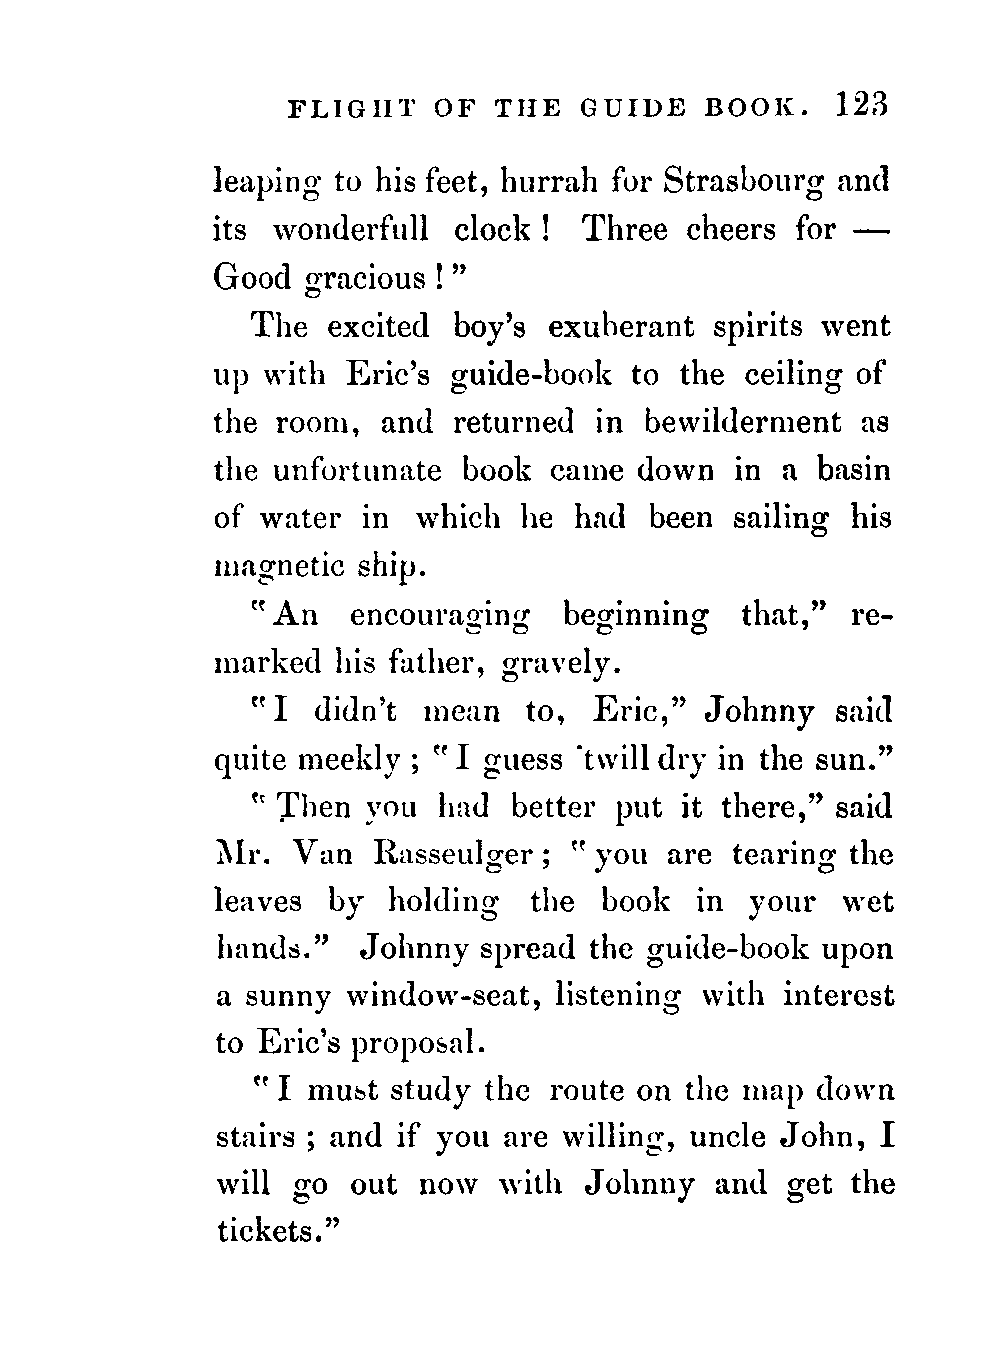 FLIGHT OF THE GUIDE BOOK. 123
leaping to his feet, hurrah for Strasbourg and
its wonderfull clock ! Three cheers for —
Good gracious ! ”
The excited boy’s exuberant spirits went
up with Eric’s guide-book to the ceiling of
the room, and returned in bewilderment as
the unfortunate book came down in a basin
of water in which he had been sailing his
magnetic ship.
“ An encouraging beginning that,” re-
marked his father, gravely.
“ I didn’t mean to, Eric,” Johnny said
quite meekly ; “ I guess ’twill dry in the sun.”
“ Then you had better put it there,” said
Mr. Van Rasseulger ; “ you are tearing the
leaves by holding the book in your wet
hands.” Johnny spread the guide-book upon
a sunny window-seat, listening with interest
to Eric’s proposal.
“ I must study the route on the map down
stairs ; and if you are willing, uncle John, I
will go out now with Johnny and get the
tickets.”